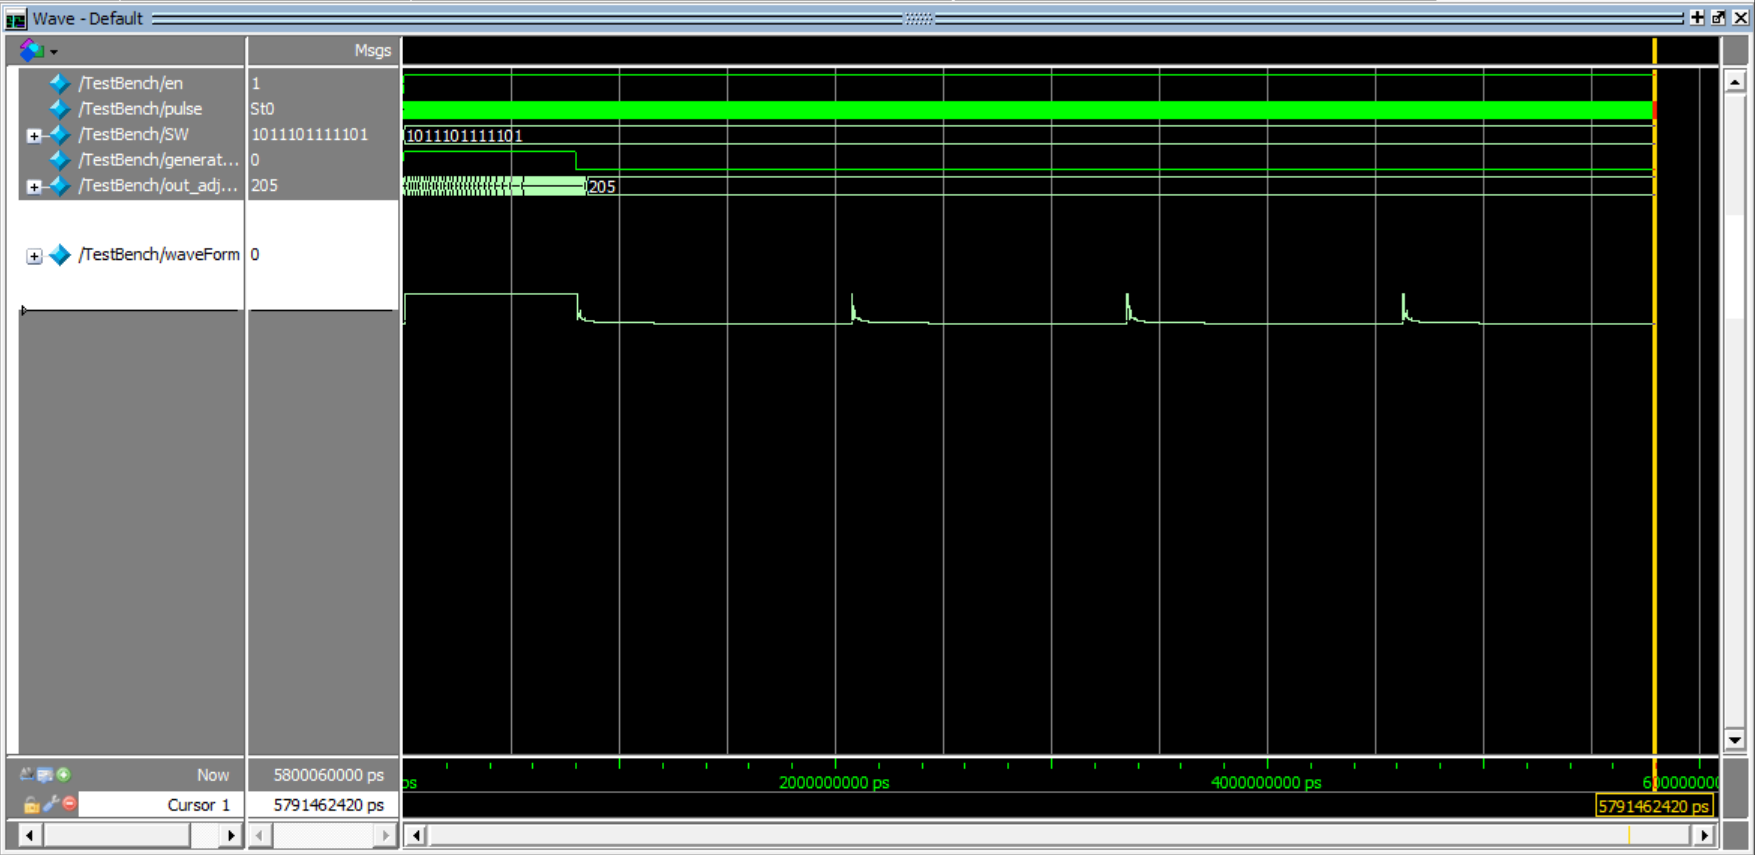 Wave - Default
Msgs
/TestBench/en 1
/TestBench/pulse St0
/TestBench/SW 1011101111101 1011101111101
/TestBench/generat... 0
/TestBench/out_adj... 205 205
/TestBench/waveForm 0
Now 5800060000 ps ps 2000000000 ps 4000000000 ps 6000000000
Cursor 1 5791462420 ps 5791462420 ps